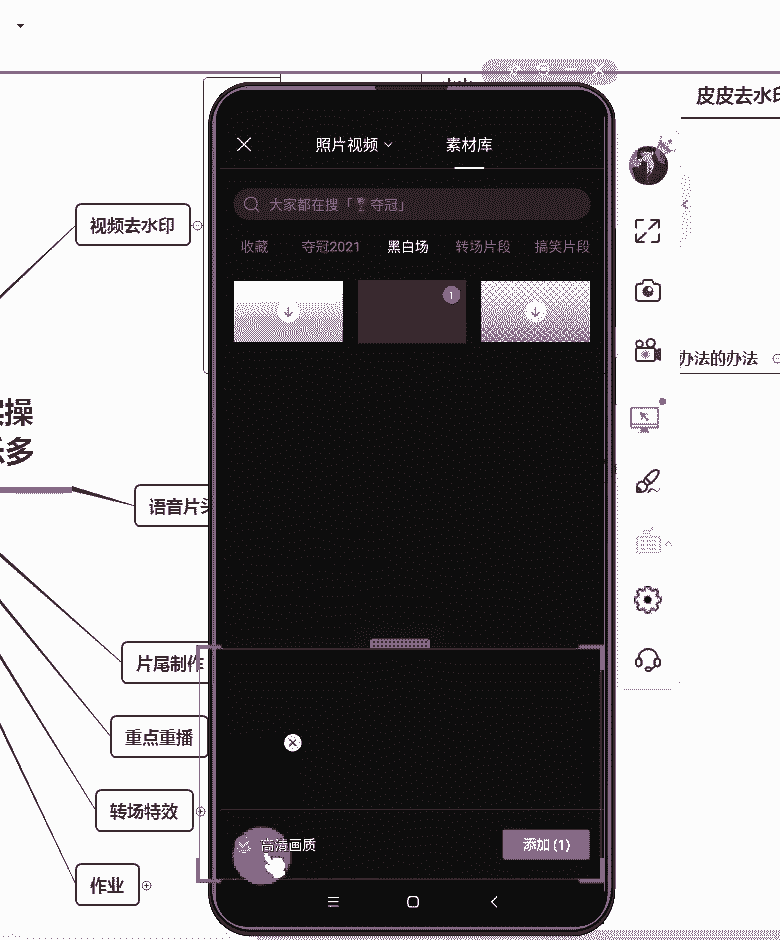 皮皮去水印
照片视频
素材库
大家都在搜「🏆夺冠」
收藏
夺冠2021
黑白场
转场片段
搞笑片段
1
视频去水印
办法的办法
操
多
语音片头
片尾制作
重点重播
转场特效
作业
高清画质
添加 (1)